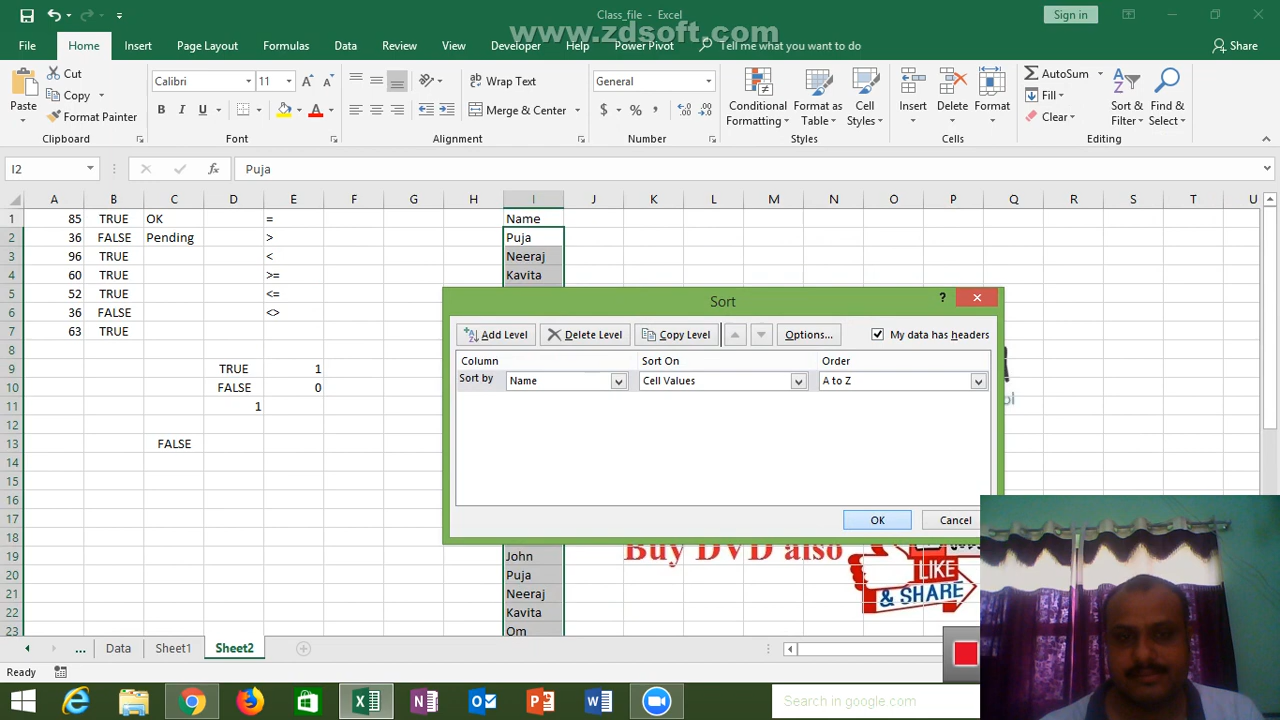 Class_file - Excel
Sign in
www.zdsoft.com
File Home Insert Page Layout Formulas Data Review View Developer Help Power Pivot Tell me what you want to do Share
Paste
Cut
Copy
Format Painter
Clipboard
Calibri 11
B I U
Font
Wrap Text
Merge & Center
Alignment
General
$ % ,
Number
Conditional Formatting
Format as Table
Cell Styles
Styles
Insert Delete Format
Cells
AutoSum
Fill
Clear
Sort & Filter
Find & Select
Editing
I2 fx Puja
A B C D E F G H I J K L M N O P Q R S T U
1 85 TRUE OK = Name
2 36 FALSE Pending > Puja
3 96 TRUE < Neeraj
4 60 TRUE >= Kavita
5 52 TRUE <=
6 36 FALSE <>
7 63 TRUE
8
9 TRUE 1
10 FALSE 0
11 1
12
13 FALSE
14
15
16
17
18
19 John
20 Puja
21 Neeraj
22 Kavita
23 Om
Sort
?
Add Level Delete Level Copy Level Options... My data has headers
Column Sort On Order
Sort by Name Cell Values A to Z
OK Cancel
Buy DVD also
LIKE
& SHARE
... Data Sheet1 Sheet2
Ready
Search in google.com